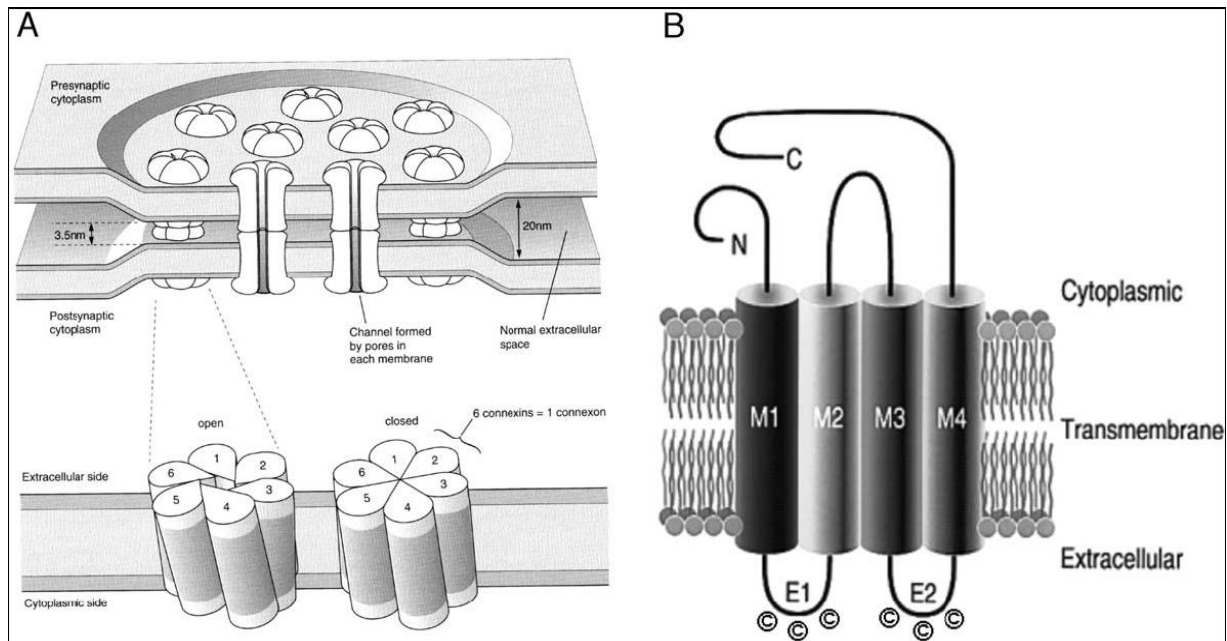 A
Presynaptic
cytoplasm
3.5nm
20nm
Postsynaptic
cytoplasm
Channel formed
by pores in
each membrane
Normal extracellular
space
open
closed
6 connexins = 1 connexon
Extracellular side
1
2
3
4
5
6
1
2
3
4
5
6
Cytoplasmic side
B
C
N
Cytoplasmic
M1 M2 M3 M4
Transmembrane
Extracellular
E1 E2
© © © © © ©